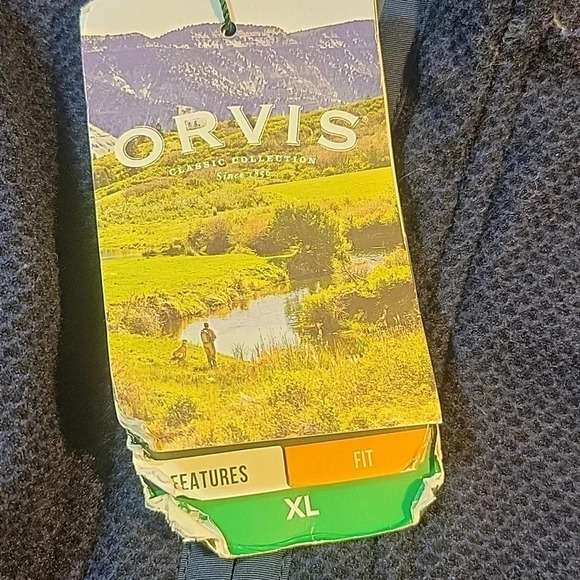 ORVIS®
CLASSIC COLLECTION
Since 1856
FEATURES
FIT
XL